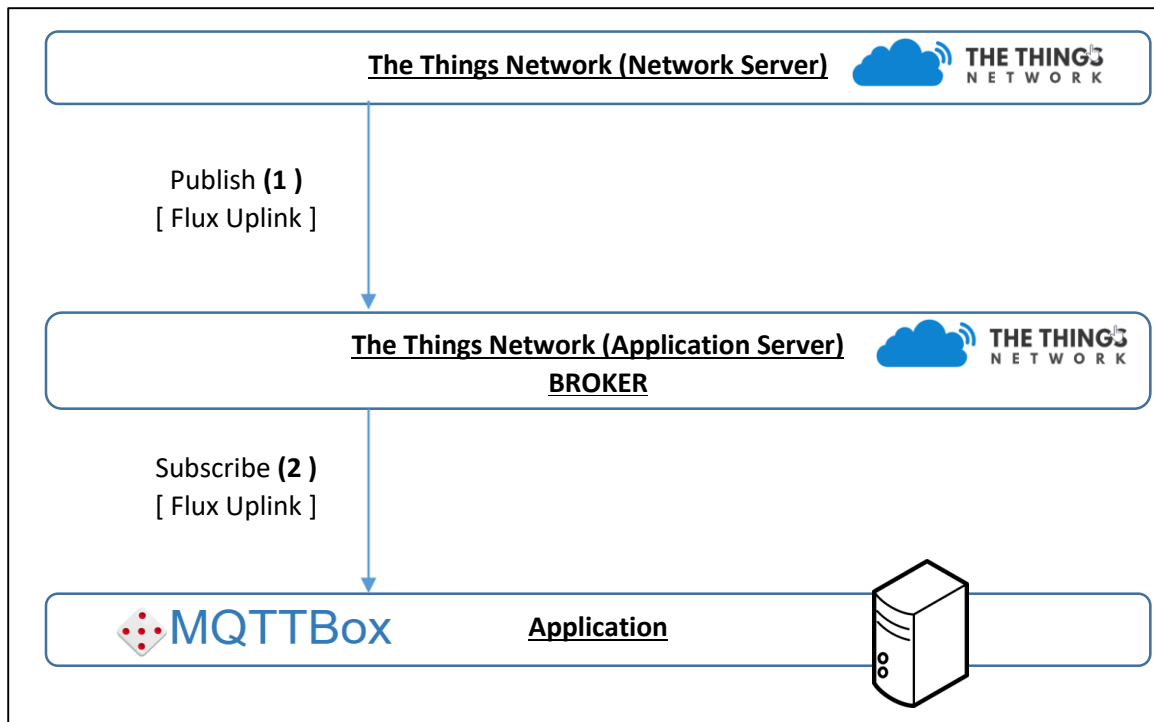 The Things Network (Network Server)
THE THINGS
NETWORK
Publish (1 )
[ Flux Uplink ]
The Things Network (Application Server)
BROKER
THE THINGS
NETWORK
Subscribe (2 )
[ Flux Uplink ]
MQTTBox
Application